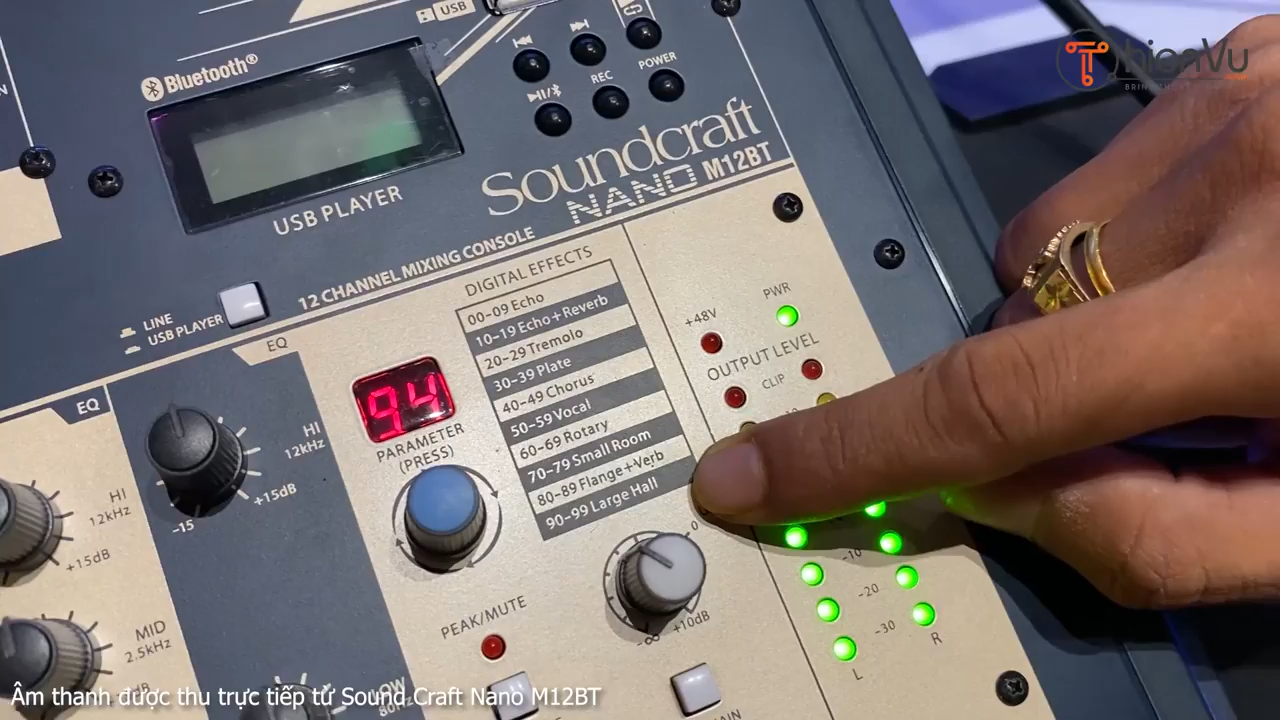 USB
Bluetooth®
REC
POWER
Soundcraft
NANO M12BT
USB PLAYER
12 CHANNEL MIXING CONSOLE
LINE
USB PLAYER
DIGITAL EFFECTS
00-09 Echo
10-19 Echo+Reverb
20-29 Tremolo
30-39 Plate
40-49 Chorus
50-59 Vocal
60-69 Rotary
70-79 Small Room
80-89 Flange+Verb
90-99 Large Hall
94
PARAMETER
(PRESS)
+48V
PWR
OUTPUT LEVEL
CLIP
-10
-20
-30
L
R
0
-∞
+10dB
PEAK/MUTE
EQ
EQ
HI
12kHz
-15
+15dB
HI
12kHz
+15dB
MID
2.5kHz
LOW
Âm thanh được thu trực tiếp từ Sound Craft Nano M12BT